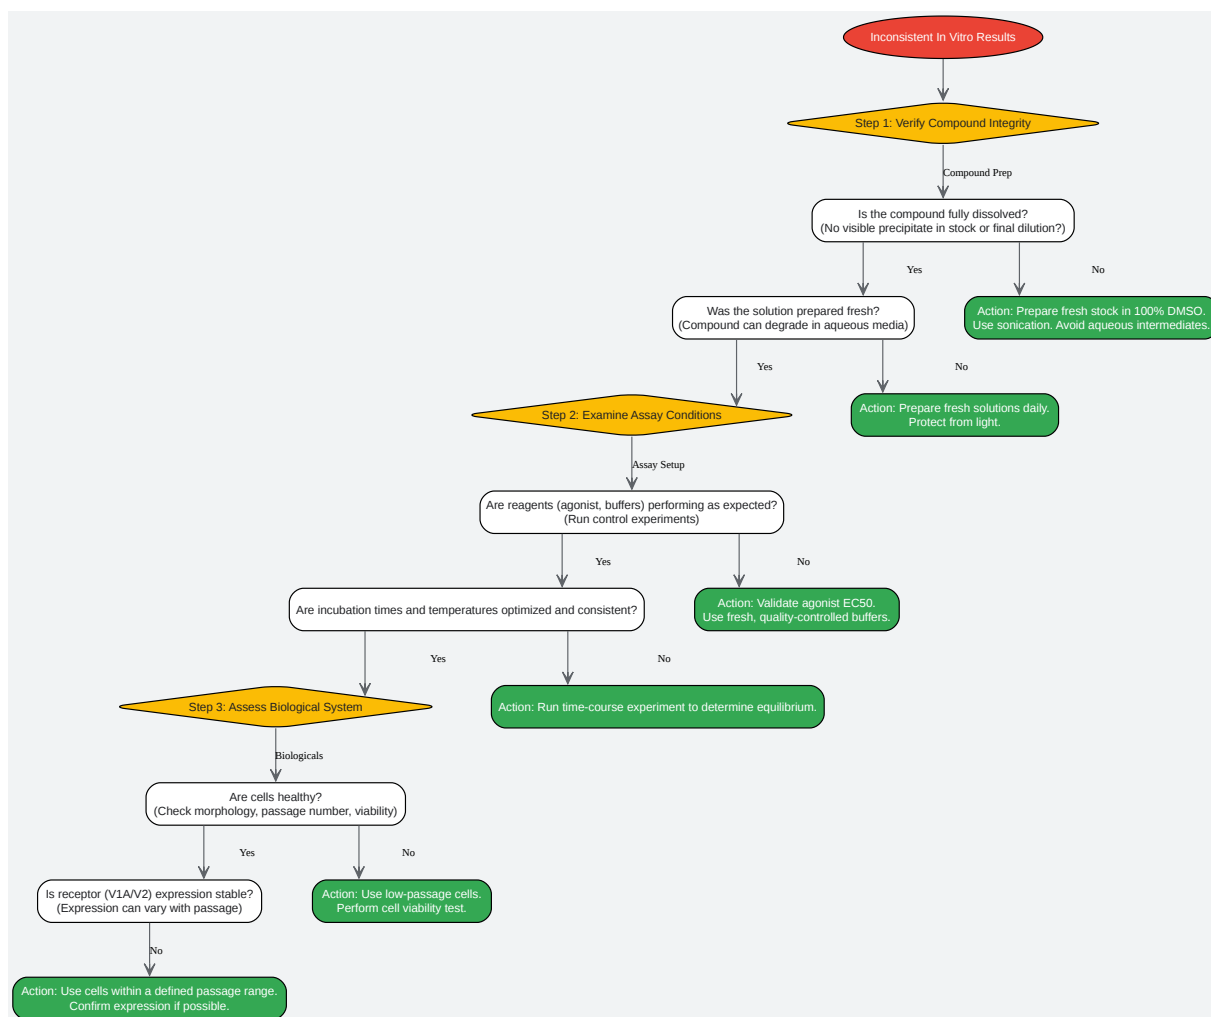 Inconsistent In Vitro Results
Step 1: Verify Compound Integrity
Compound Prep
Is the compound fully dissolved?
(No visible precipitate in stock or final dilution?)
Yes
No
Was the solution prepared fresh?
(Compound can degrade in aqueous media)
Action: Prepare fresh stock in 100% DMSO.
Use sonication. Avoid aqueous intermediates.
Yes
No
Step 2: Examine Assay Conditions
Action: Prepare fresh solutions daily.
Protect from light.
Assay Setup
Are reagents (agonist, buffers) performing as expected?
(Run control experiments)
Yes
No
Are incubation times and temperatures optimized and consistent?
Action: Validate agonist EC50.
Use fresh, quality-controlled buffers.
Yes
No
Step 3: Assess Biological System
Action: Run time-course experiment to determine equilibrium.
Biologicals
Are cells healthy?
(Check morphology, passage number, viability)
Yes
No
Is receptor (V1A/V2) expression stable?
(Expression can vary with passage)
Action: Use low-passage cells.
Perform cell viability test.
No
Action: Use cells within a defined passage range.
Confirm expression if possible.